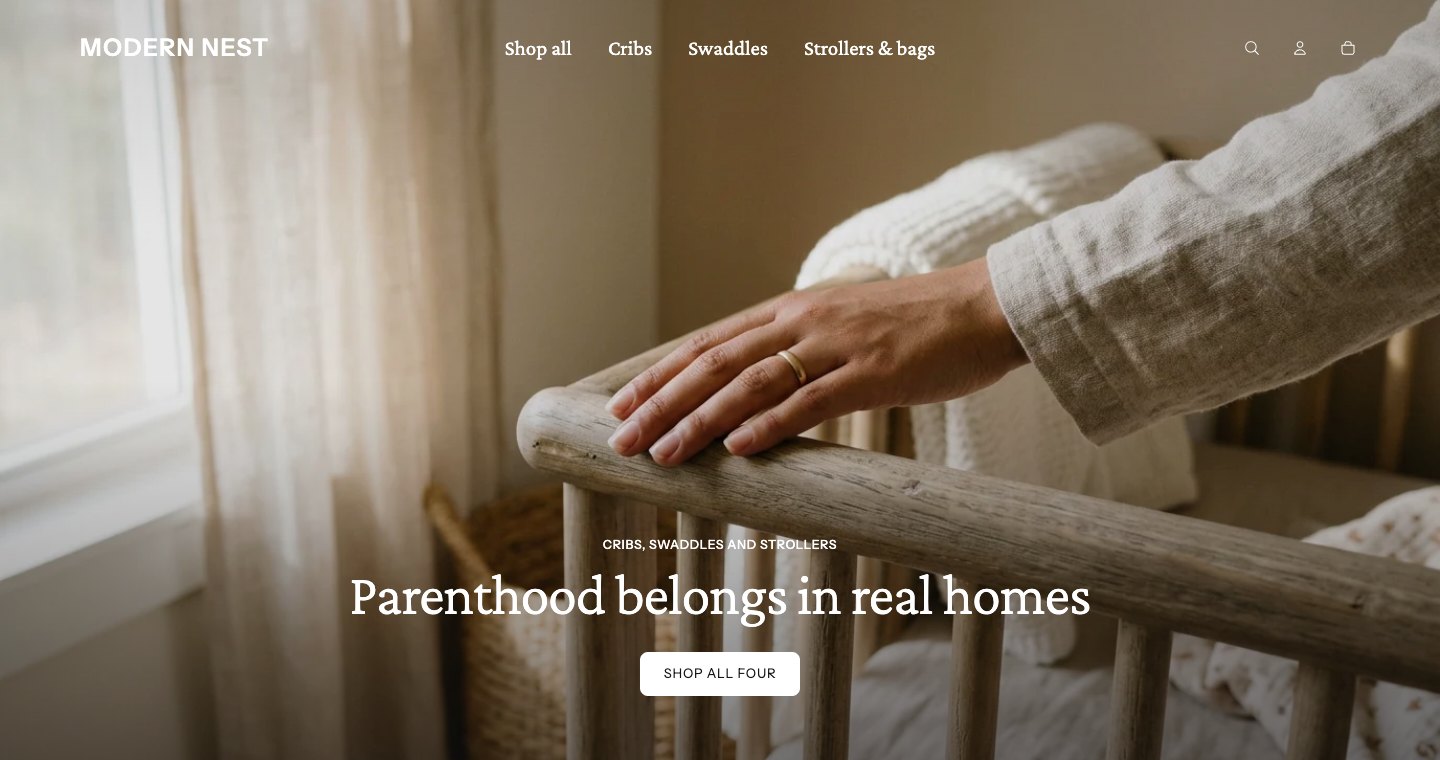 MODERN NEST
Shop all
Cribs
Swaddles
Strollers & bags
CRIBS, SWADDLES AND STROLLERS
Parenthood belongs in real homes
SHOP ALL FOUR